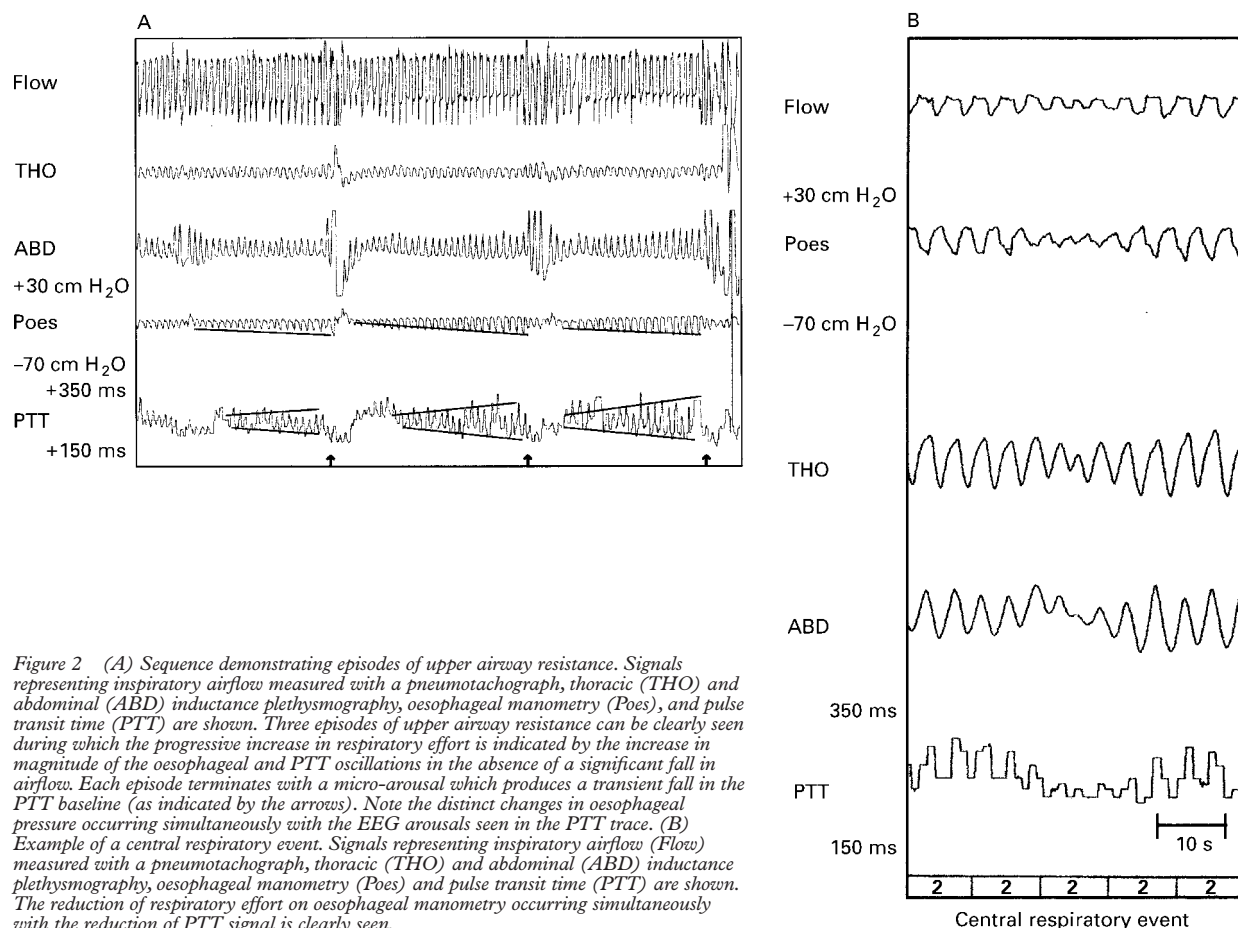 A
Flow
THO
ABD
+30 cm H2O
Poes
–70 cm H2O
+350 ms
PTT
+150 ms
B
Flow
+30 cm H2O
Poes
–70 cm H2O
THO
ABD
350 ms
PTT
10 s
150 ms
2 2 2 2 2
Central respiratory event
Figure 2 (A) Sequence demonstrating episodes of upper airway resistance. Signals
representing inspiratory airflow measured with a pneumotachograph, thoracic (THO) and
abdominal (ABD) inductance plethysmography, oesophageal manometry (Poes), and pulse
transit time (PTT) are shown. Three episodes of upper airway resistance can be clearly seen
during which the progressive increase in respiratory effort is indicated by the increase in
magnitude of the oesophageal and PTT oscillations in the absence of a significant fall in
airflow. Each episode terminates with a micro-arousal which produces a transient fall in the
PTT baseline (as indicated by the arrows). Note the distinct changes in oesophageal
pressure occurring simultaneously with the EEG arousals seen in the PTT trace. (B)
Example of a central respiratory event. Signals representing inspiratory airflow (Flow)
measured with a pneumotachograph, thoracic (THO) and abdominal (ABD) inductance
plethysmography, oesophageal manometry (Poes) and pulse transit time (PTT) are shown.
The reduction of respiratory effort on oesophageal manometry occurring simultaneously
with the reduction of PTT signal is clearly seen.